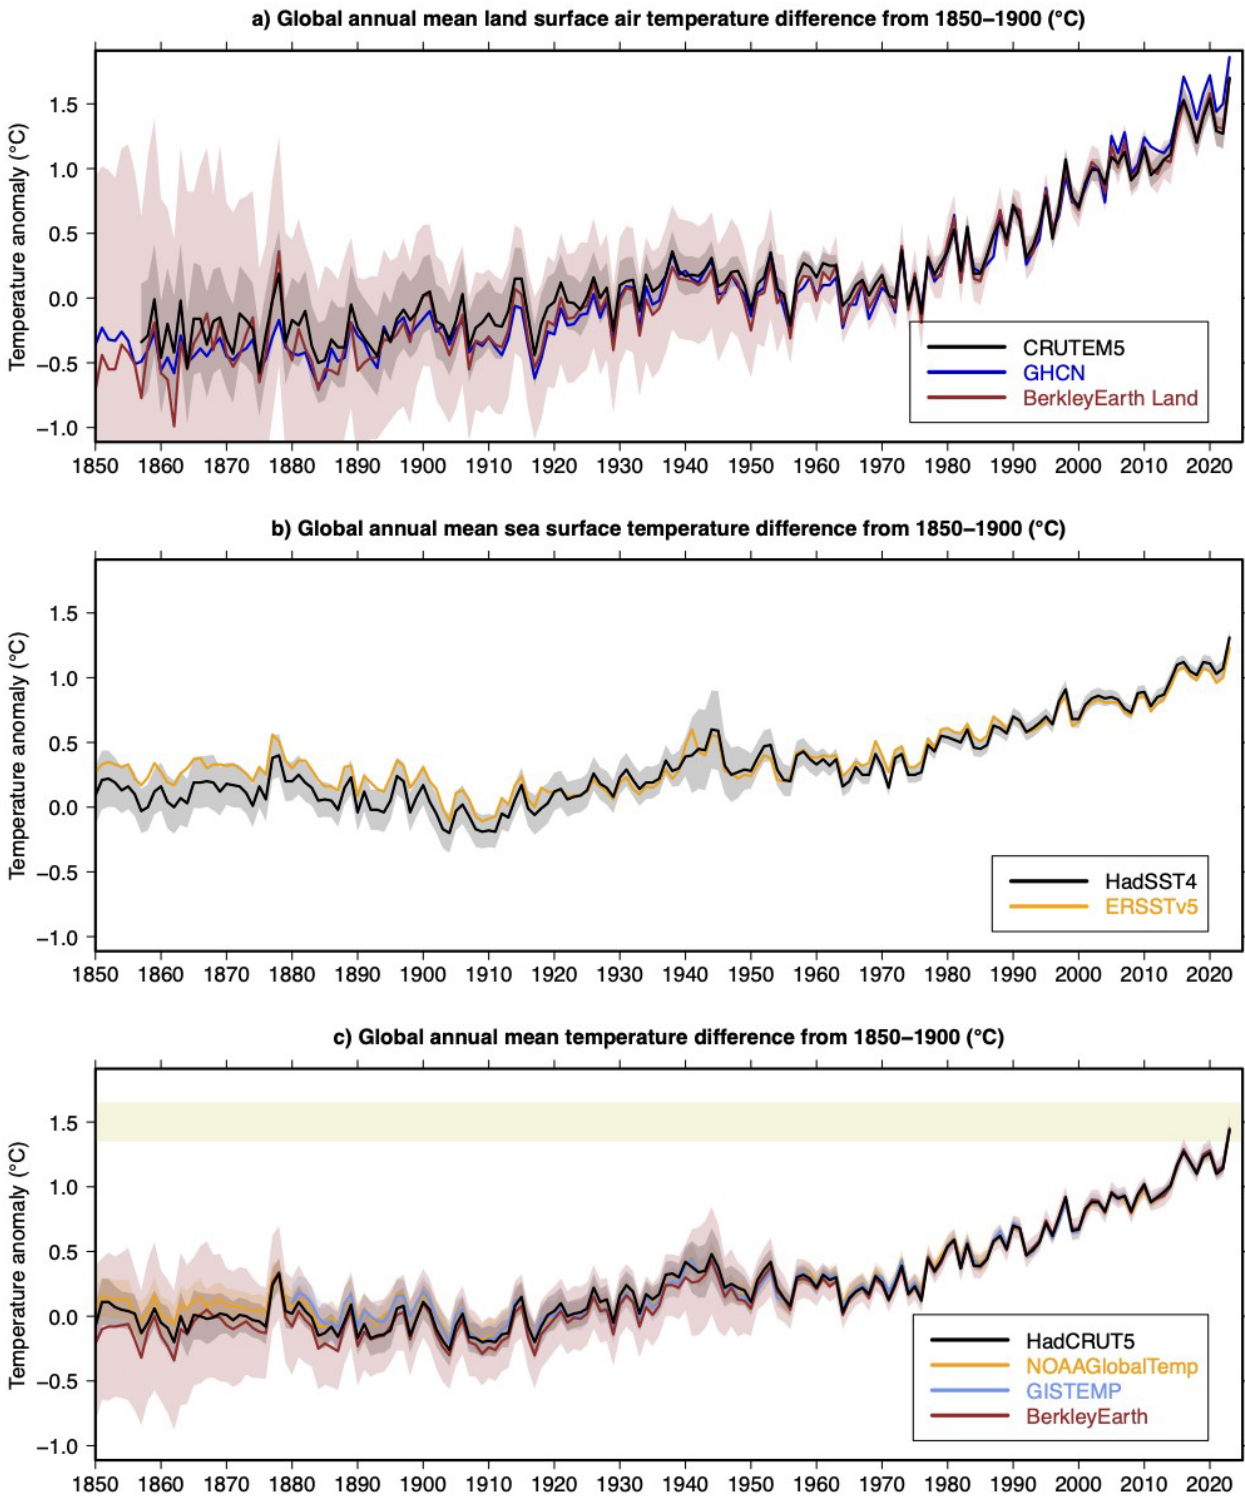 a) Global annual mean land surface air temperature difference from 1850–1900 (°C)
Temperature anomaly (°C)
1.5
1.0
0.5
0.0
−0.5
−1.0
CRUTEM5
GHCN
BerkleyEarth Land
1850 1860 1870 1880 1890 1900 1910 1920 1930 1940 1950 1960 1970 1980 1990 2000 2010 2020
b) Global annual mean sea surface temperature difference from 1850–1900 (°C)
Temperature anomaly (°C)
1.5
1.0
0.5
0.0
−0.5
−1.0
HadSST4
ERSSTv5
1850 1860 1870 1880 1890 1900 1910 1920 1930 1940 1950 1960 1970 1980 1990 2000 2010 2020
c) Global annual mean temperature difference from 1850–1900 (°C)
Temperature anomaly (°C)
1.5
1.0
0.5
0.0
−0.5
−1.0
HadCRUT5
NOAAGlobalTemp
GISTEMP
BerkleyEarth
1850 1860 1870 1880 1890 1900 1910 1920 1930 1940 1950 1960 1970 1980 1990 2000 2010 2020